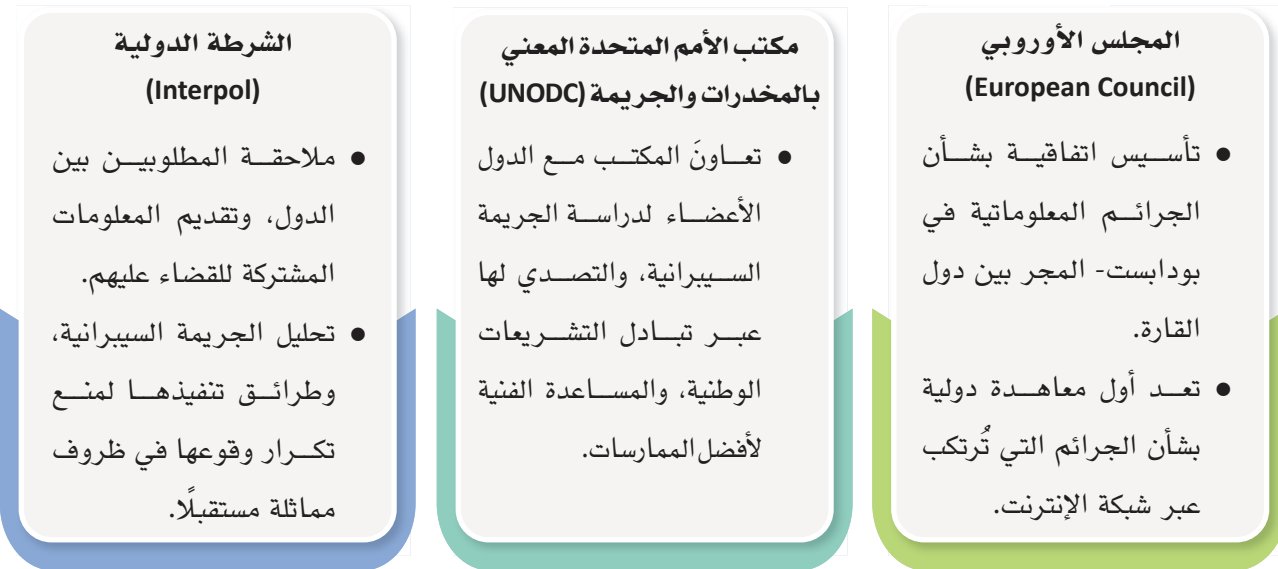 المجلس الأوروبي
(European Council)
● تأسيس اتفاقية بشأن
الجرائم المعلوماتية في
بودابست- المجر بين دول
القارة.
● تعد أول معاهدة دولية
بشأن الجرائم التي تُرتكب
عبر شبكة الإنترنت.
مكتب الأمم المتحدة المعني
بالمخدرات والجريمة (UNODC)
● تعاونَ المكتب مع الدول
الأعضاء لدراسة الجريمة
السيبرانية، والتصدي لها
عبر تبادل التشريعات
الوطنية، والمساعدة الفنية
لأفضل الممارسات.
الشرطة الدولية
(Interpol)
● ملاحقة المطلوبين بين
الدول، وتقديم المعلومات
المشتركة للقضاء عليهم.
● تحليل الجريمة السيبرانية،
وطرائق تنفيذها لمنع
تكرار وقوعها في ظروف
مماثلة مستقبلًا.